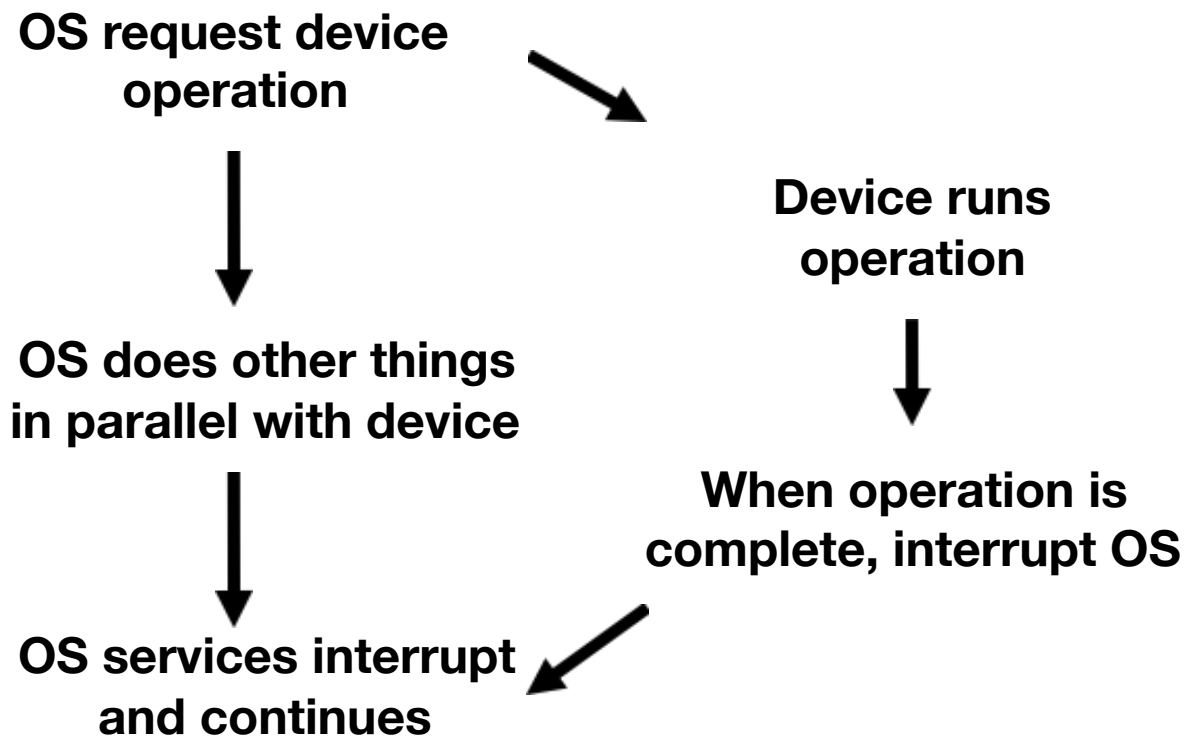 OS request device
operation
Device runs
operation
OS does other things
in parallel with device
When operation is
complete, interrupt OS
OS services interrupt
and continues